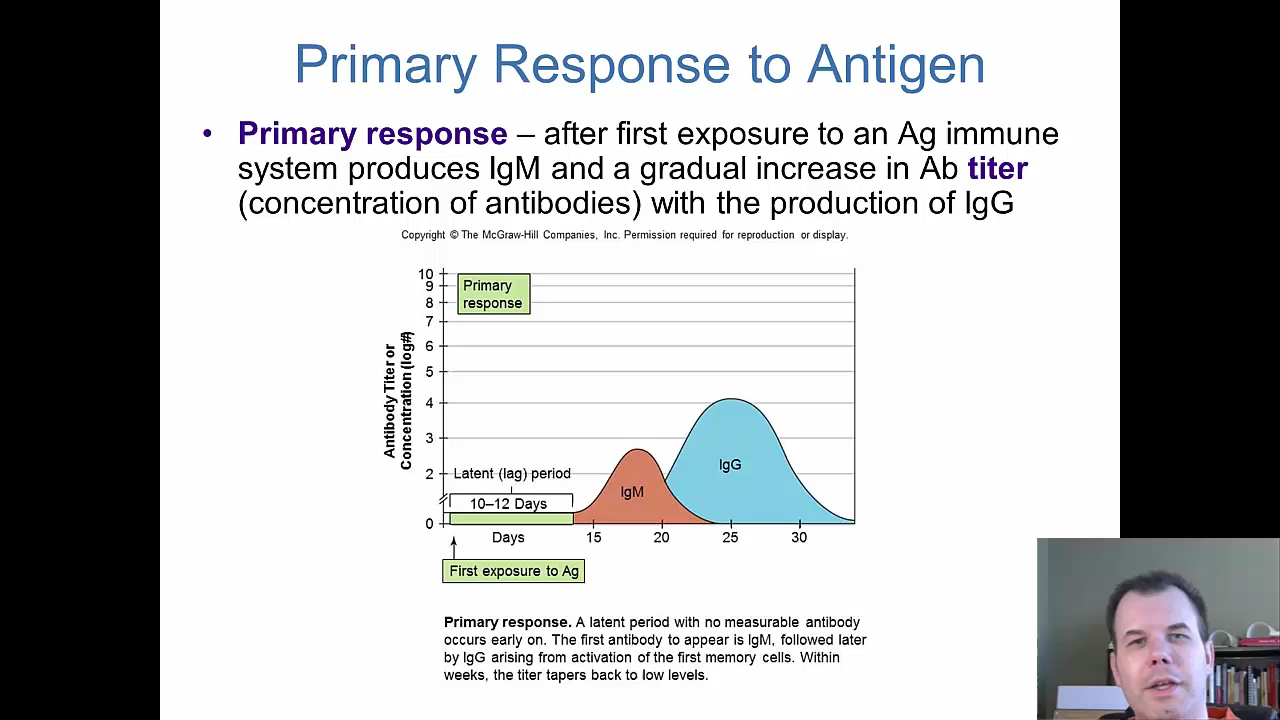 Primary Response to Antigen
• Primary response – after first exposure to an Ag immune
system produces IgM and a gradual increase in Ab titer
(concentration of antibodies) with the production of IgG
Copyright © The McGraw-Hill Companies, Inc. Permission required for reproduction or display.
10
9
8
7
6
5
4
3
2
0
Antibody Titer or
Concentration (log#)
Primary
response
Latent (lag) period
10–12 Days
IgM
IgG
Days 15 20 25 30
First exposure to Ag
Primary response. A latent period with no measurable antibody
occurs early on. The first antibody to appear is IgM, followed later
by IgG arising from activation of the first memory cells. Within
weeks, the titer tapers back to low levels.